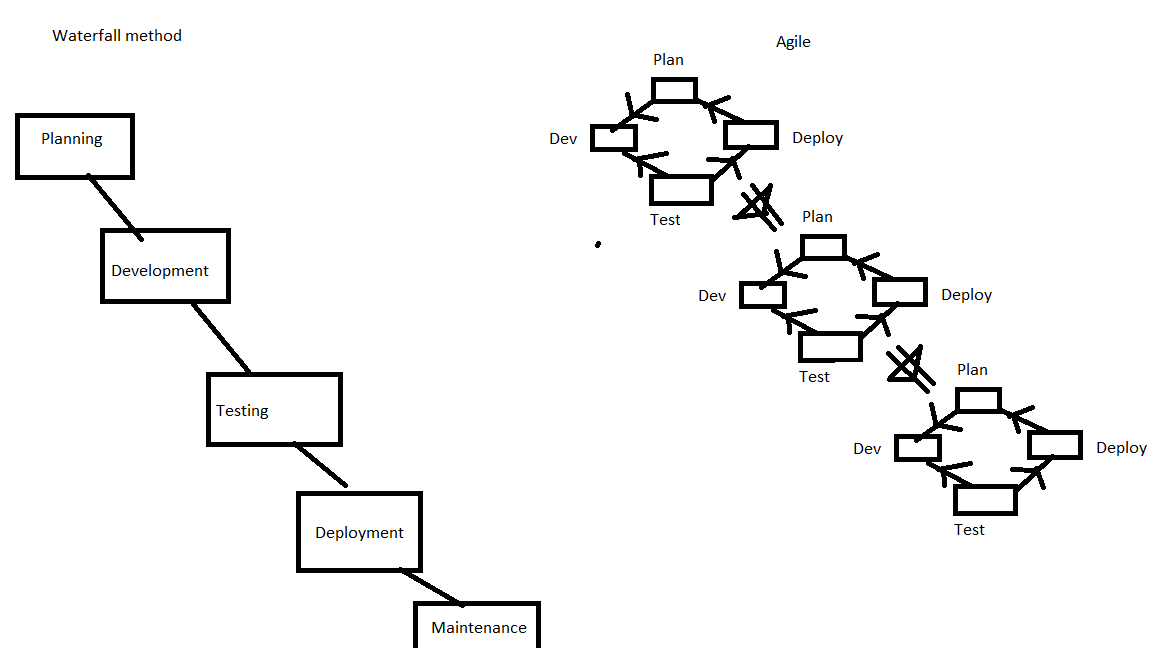 Waterfall method
Planning
Development
Testing
Deployment
Maintenance
Agile
Plan
Dev
Deploy
Test
Plan
Dev
Deploy
Test
Plan
Dev
Deploy
Test